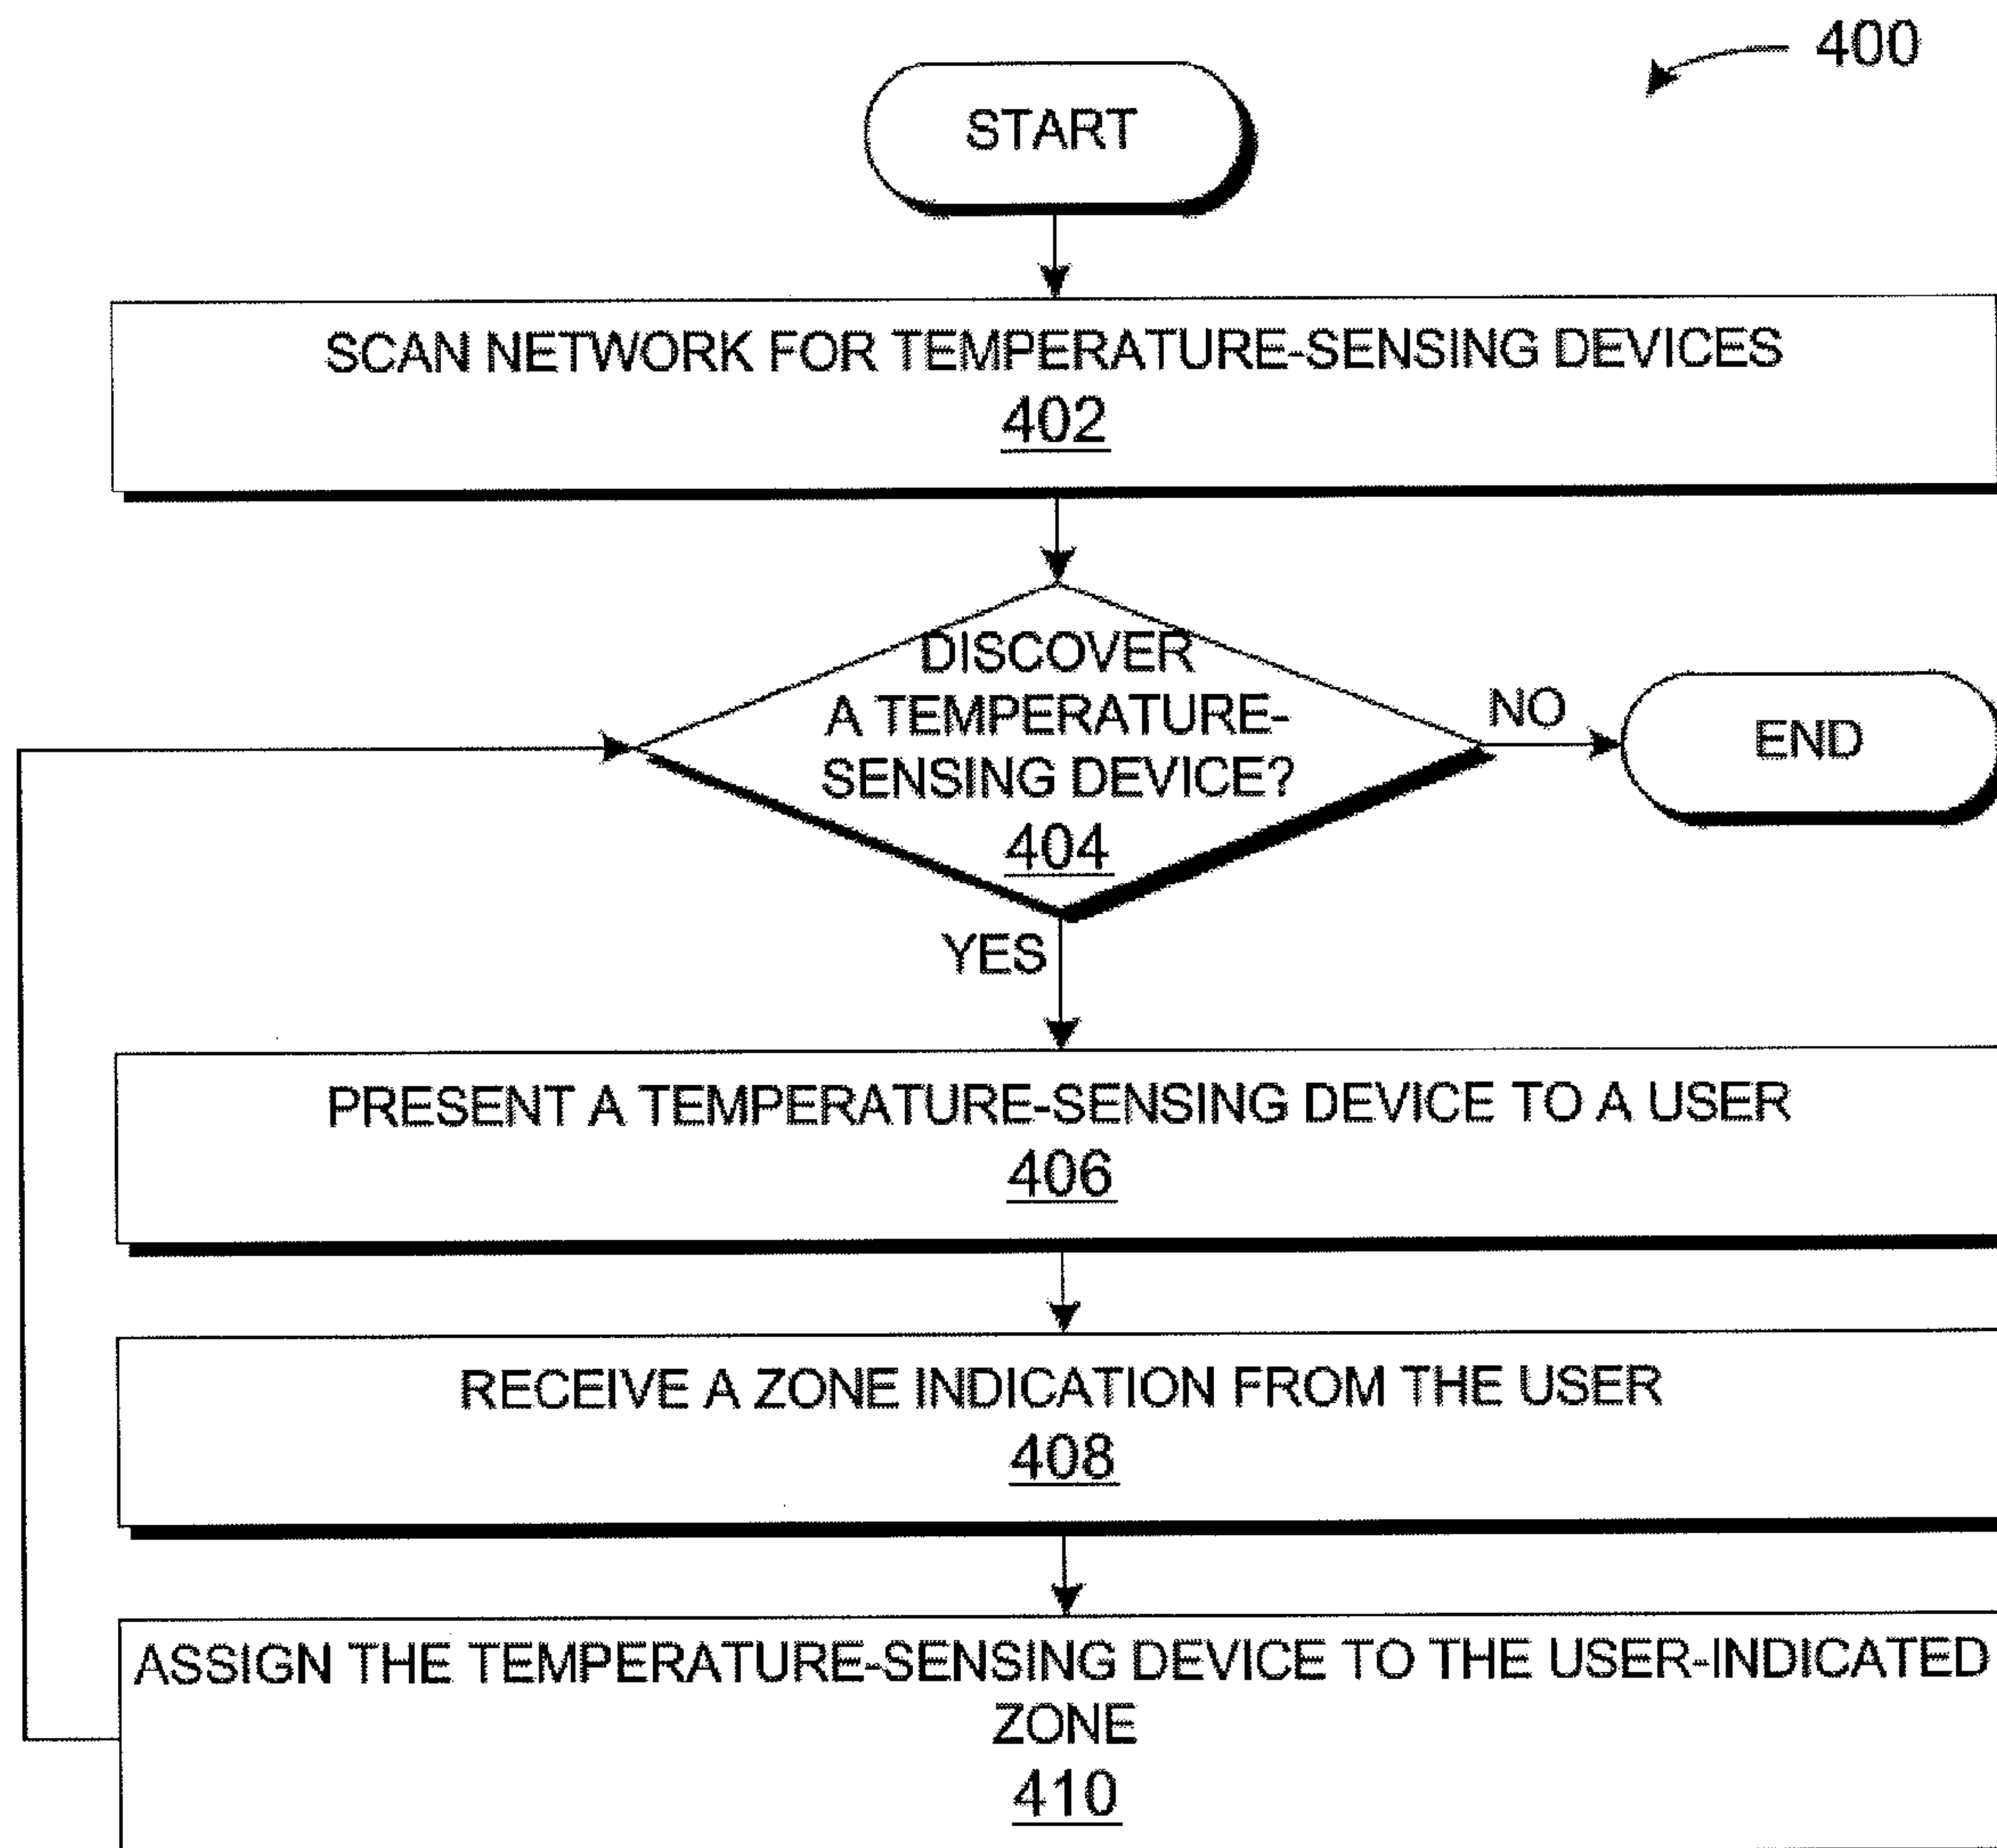 400
START
SCAN NETWORK FOR TEMPERATURE-SENSING DEVICES
402
DISCOVER
A TEMPERATURE-
SENSING DEVICE?
404
NO
END
YES
PRESENT A TEMPERATURE-SENSING DEVICE TO A USER
406
RECEIVE A ZONE INDICATION FROM THE USER
408
ASSIGN THE TEMPERATURE-SENSING DEVICE TO THE USER-INDICATED
ZONE
410